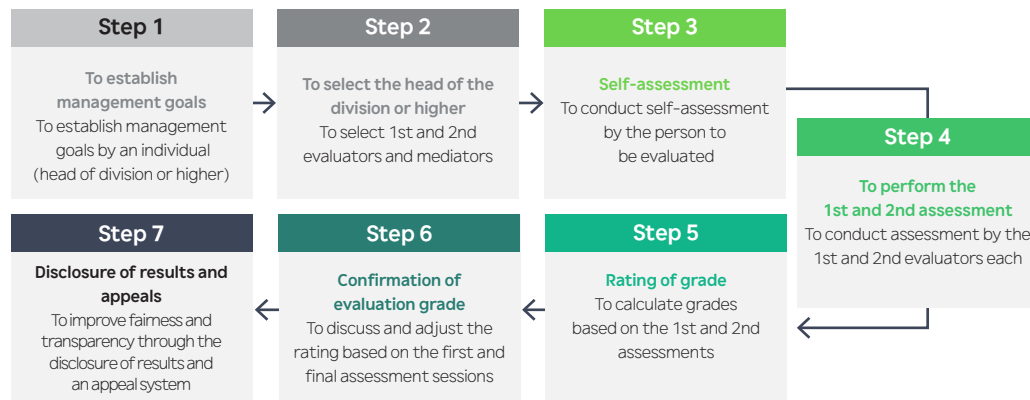 Step 1
To establish
management goals
To establish management
goals by an individual
(head of division or higher)
Step 2
To select the head of the
division or higher
To select 1st and 2nd
evaluators and mediators
Step 3
Self-assessment
To conduct self-assessment
by the person to
be evaluated
Step 4
To perform the
1st and 2nd assessment
To conduct assessment by the
1st and 2nd evaluators each
Step 5
Rating of grade
To calculate grades
based on the 1st and 2nd
assessments
Step 6
Confirmation of
evaluation grade
To discuss and adjust the
rating based on the first and
final assessment sessions
Step 7
Disclosure of results and
appeals
To improve fairness and
transparency through the
disclosure of results and
an appeal system